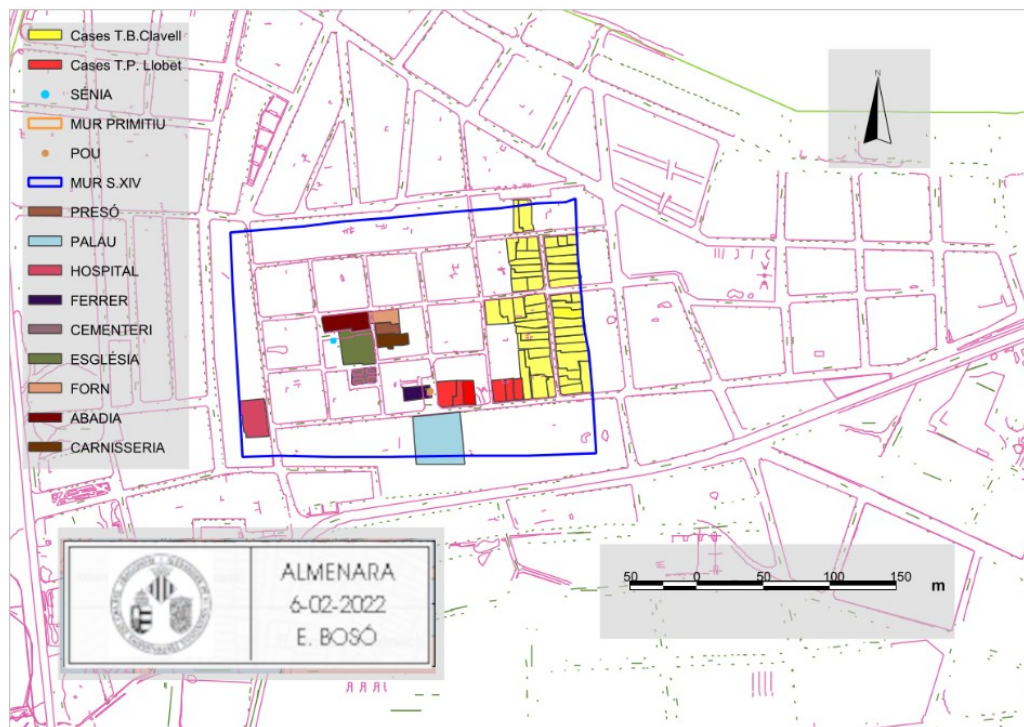 Cases T.B.Clavell
Cases T.P. Llobet
SÉNIA
MUR PRIMITIU
POU
MUR S.XIV
PRESÓ
PALAU
HOSPITAL
FERRER
CEMENTERI
ESGLÉSIA
FORN
ABADIA
CARNISSERIA
N
ALMENARA
6-02-2022
E. BOSÓ
50 0 50 100 150 m